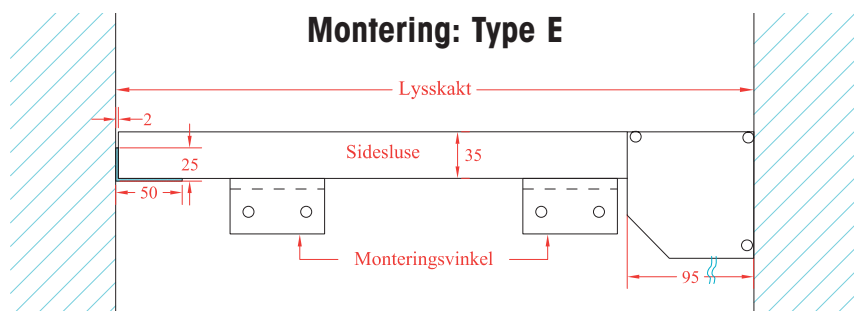 Montering: Type E
Lysskakt
2
Sidesluse
35
25
50
Monteringsvinkel
95